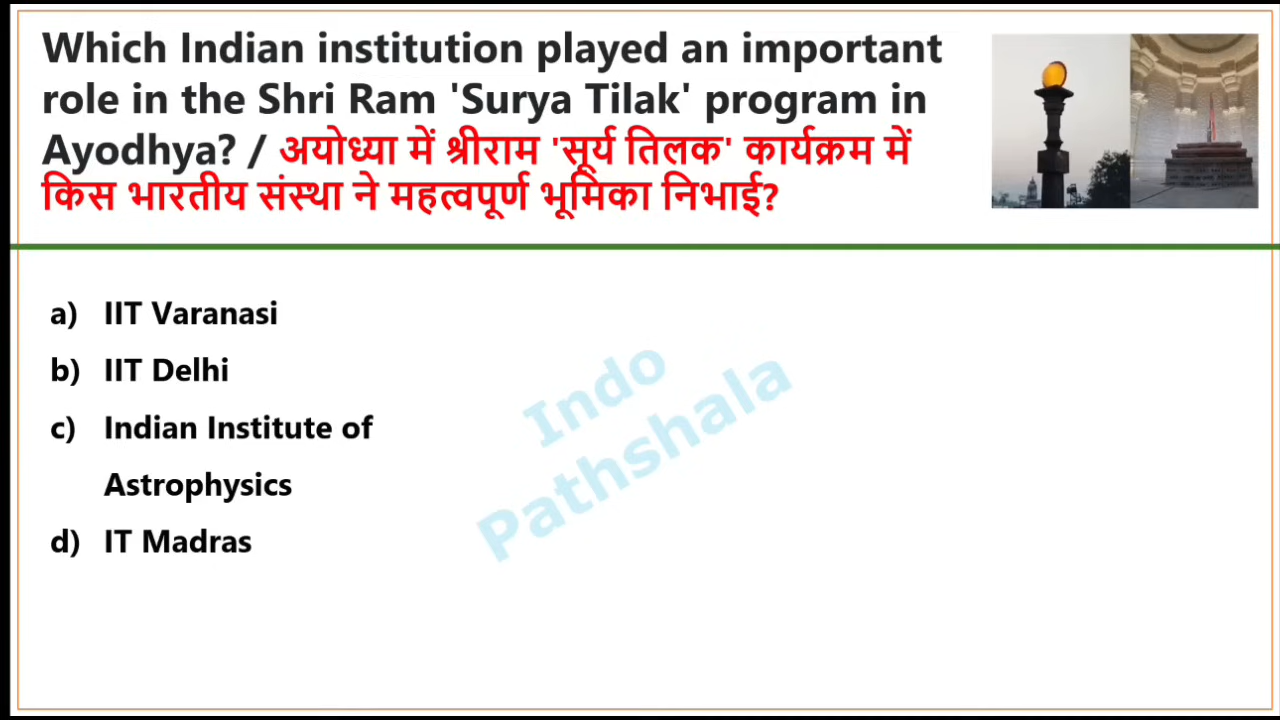 Which Indian institution played an important
role in the Shri Ram 'Surya Tilak' program in
Ayodhya? / अयोध्या में श्रीराम 'सूर्य तिलक' कार्यक्रम में
किस भारतीय संस्था ने महत्वपूर्ण भूमिका निभाई?
a) IIT Varanasi
b) IIT Delhi
c) Indian Institute of
Astrophysics
d) IT Madras
Indo
Pathshala